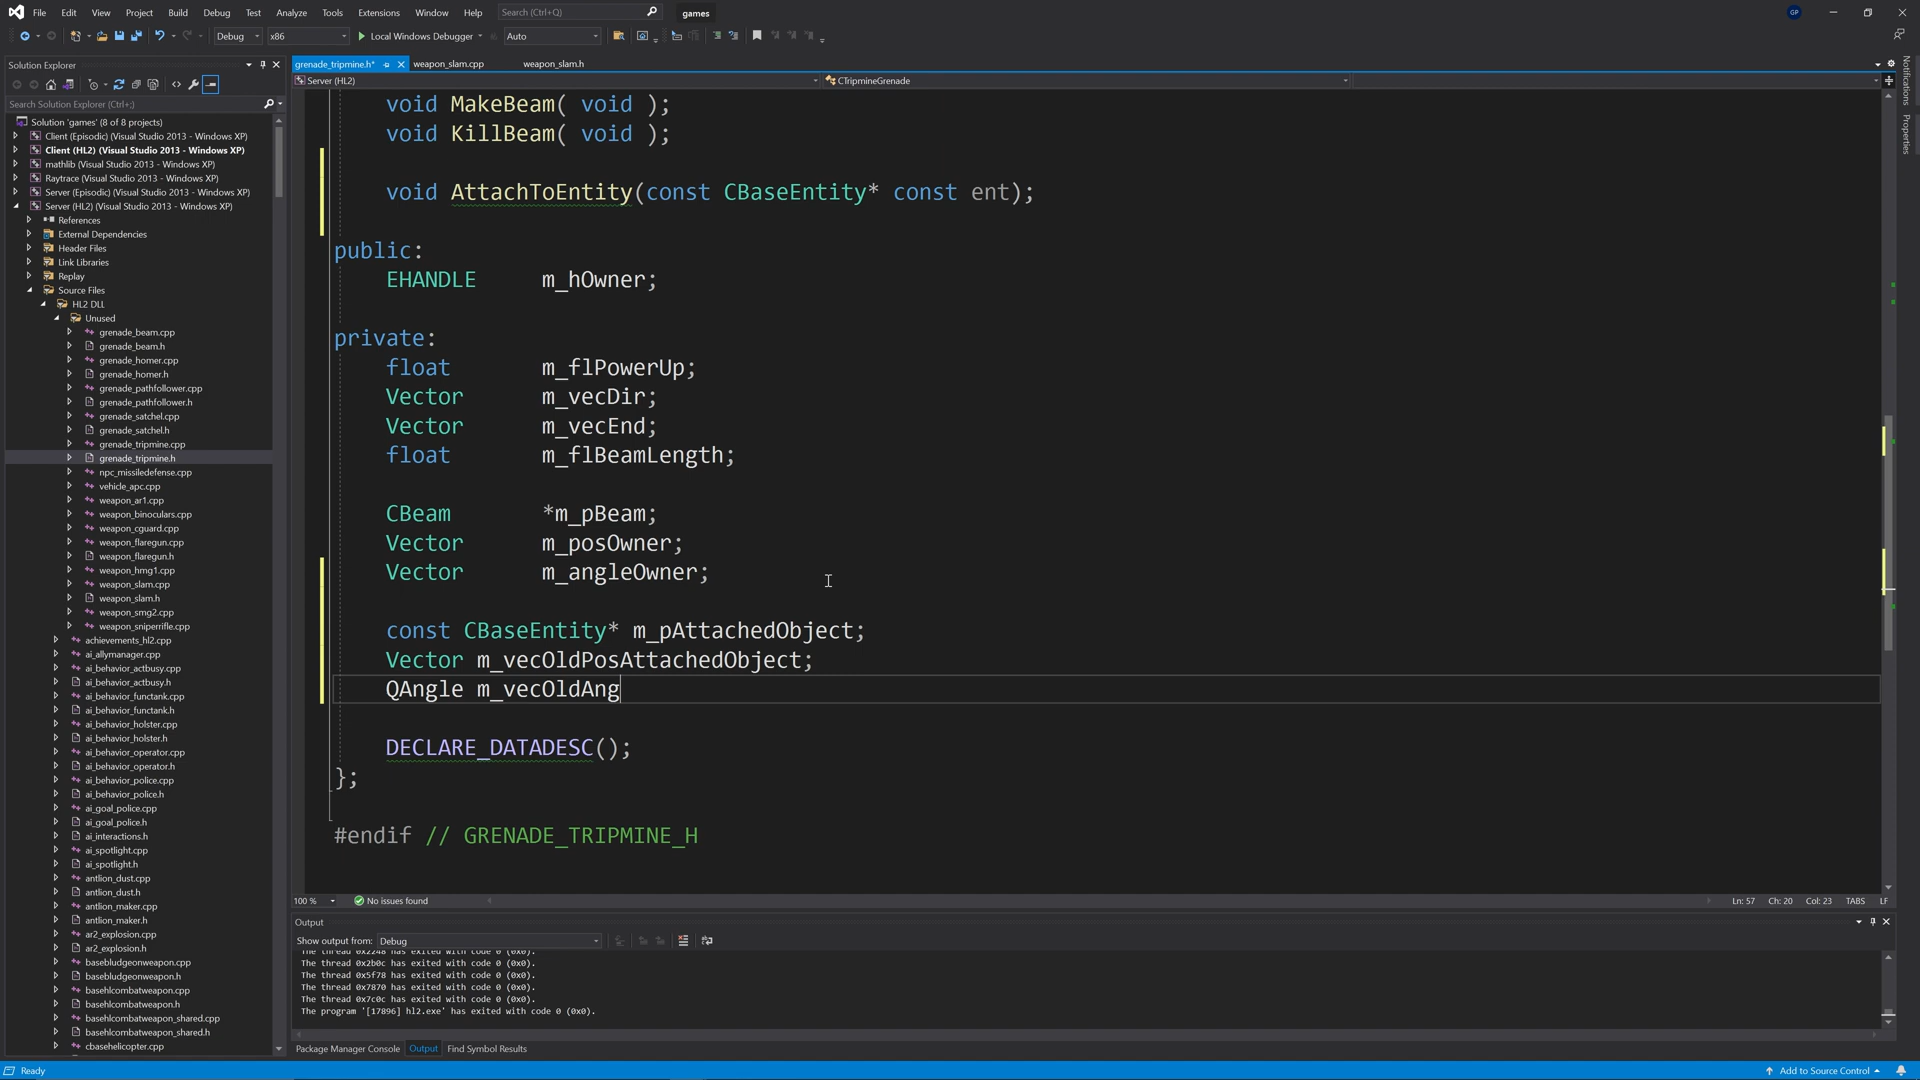 File Edit View Project Build Debug Test Analyze Tools Extensions Window Help Search (Ctrl+Q) games GP
Debug x86 Local Windows Debugger Auto
Solution Explorer
Search Solution Explorer (Ctrl+;)
Solution 'games' (8 of 8 projects)
Client (Episodic) (Visual Studio 2013 - Windows XP)
Client (HL2) (Visual Studio 2013 - Windows XP)
mathlib (Visual Studio 2013 - Windows XP)
Raytrace (Visual Studio 2013 - Windows XP)
Server (Episodic) (Visual Studio 2013 - Windows XP)
Server (HL2) (Visual Studio 2013 - Windows XP)
References
External Dependencies
Header Files
Link Libraries
Replay
Source Files
HL2 DLL
Unused
grenade_beam.cpp
grenade_beam.h
grenade_homer.cpp
grenade_homer.h
grenade_pathfollower.cpp
grenade_pathfollower.h
grenade_satchel.cpp
grenade_satchel.h
grenade_tripmine.cpp
grenade_tripmine.h
npc_missiledefense.cpp
vehicle_apc.cpp
weapon_ar1.cpp
weapon_binoculars.cpp
weapon_cguard.cpp
weapon_flaregun.cpp
weapon_flaregun.h
weapon_hmg1.cpp
weapon_slam.cpp
weapon_slam.h
weapon_smg2.cpp
weapon_sniperrifle.cpp
achievements_hl2.cpp
ai_allymanager.cpp
ai_behavior_actbusy.cpp
ai_behavior_actbusy.h
ai_behavior_functank.cpp
ai_behavior_functank.h
ai_behavior_holster.cpp
ai_behavior_holster.h
ai_behavior_operator.cpp
ai_behavior_operator.h
ai_behavior_police.cpp
ai_behavior_police.h
ai_goal_police.cpp
ai_goal_police.h
ai_interactions.h
ai_spotlight.cpp
ai_spotlight.h
antlion_dust.cpp
antlion_dust.h
antlion_maker.cpp
antlion_maker.h
ar2_explosion.cpp
ar2_explosion.h
basebludgeonweapon.cpp
basebludgeonweapon.h
basehlcombatweapon.cpp
basehlcombatweapon.h
basehlcombatweapon_shared.cpp
basehlcombatweapon_shared.h
cbasehelicopter.cpp
grenade_tripmine.h* weapon_slam.cpp weapon_slam.h
Server (HL2) CTripmineGrenade
void MakeBeam( void );
void KillBeam( void );
void AttachToEntity(const CBaseEntity* const ent);
public:
EHANDLE m_hOwner;
private:
float m_flPowerUp;
Vector m_vecDir;
Vector m_vecEnd;
float m_flBeamLength;
CBeam *m_pBeam;
Vector m_posOwner;
Vector m_angleOwner;
const CBaseEntity* m_pAttachedObject;
Vector m_vecOldPosAttachedObject;
QAngle m_vecOldAng
DECLARE_DATADESC();
};
#endif // GRENADE_TRIPMINE_H
100 % No issues found Ln: 57 Ch: 20 Col: 23 TABS LF
Output
Show output from: Debug
The thread 0x2248 has exited with code 0 (0x0).
The thread 0x2b0c has exited with code 0 (0x0).
The thread 0x5f78 has exited with code 0 (0x0).
The thread 0x7870 has exited with code 0 (0x0).
The thread 0x7c0c has exited with code 0 (0x0).
The program '[17896] hl2.exe' has exited with code 0 (0x0).
Package Manager Console Output Find Symbol Results
Ready Add to Source Control
Notifications
Properties